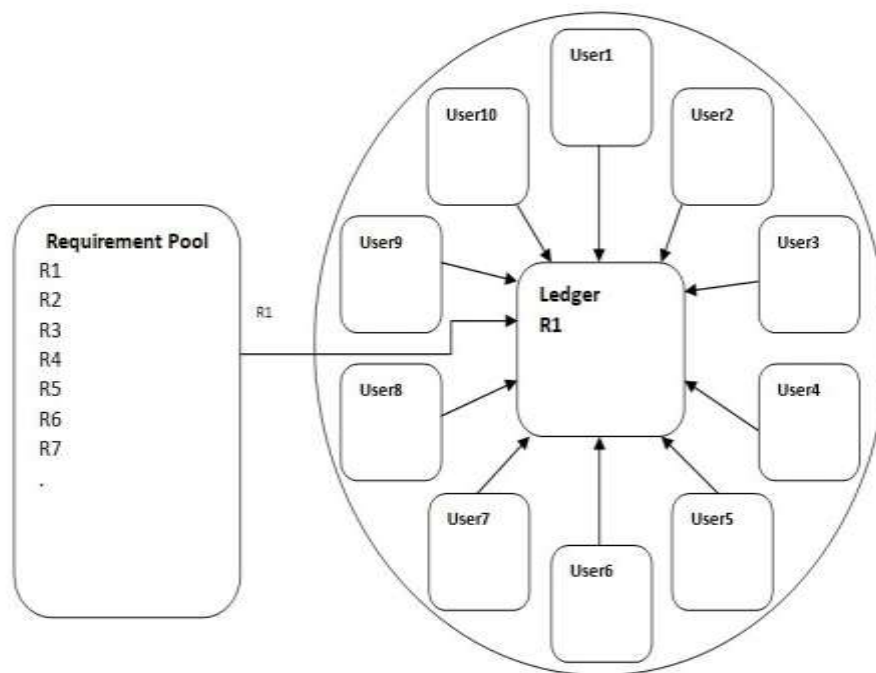 Requirement Pool
R1
R2
R3
R4
R5
R6
R7
.
R1
User1
User2
User3
User4
User5
User6
User7
User8
User9
User10
Ledger
R1